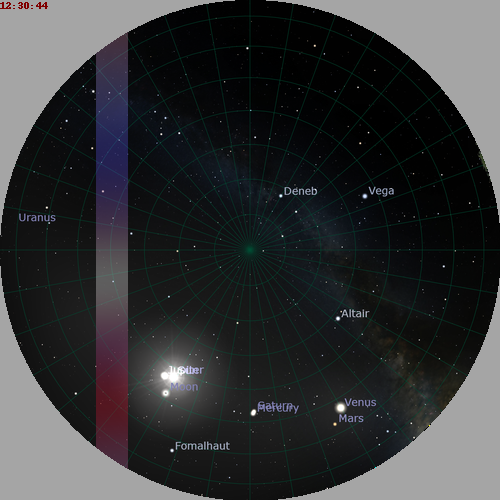 12:30:44
Deneb
Vega
Uranus
Altair
Moon
Saturn
Mercury
Venus
Mars
Fomalhaut